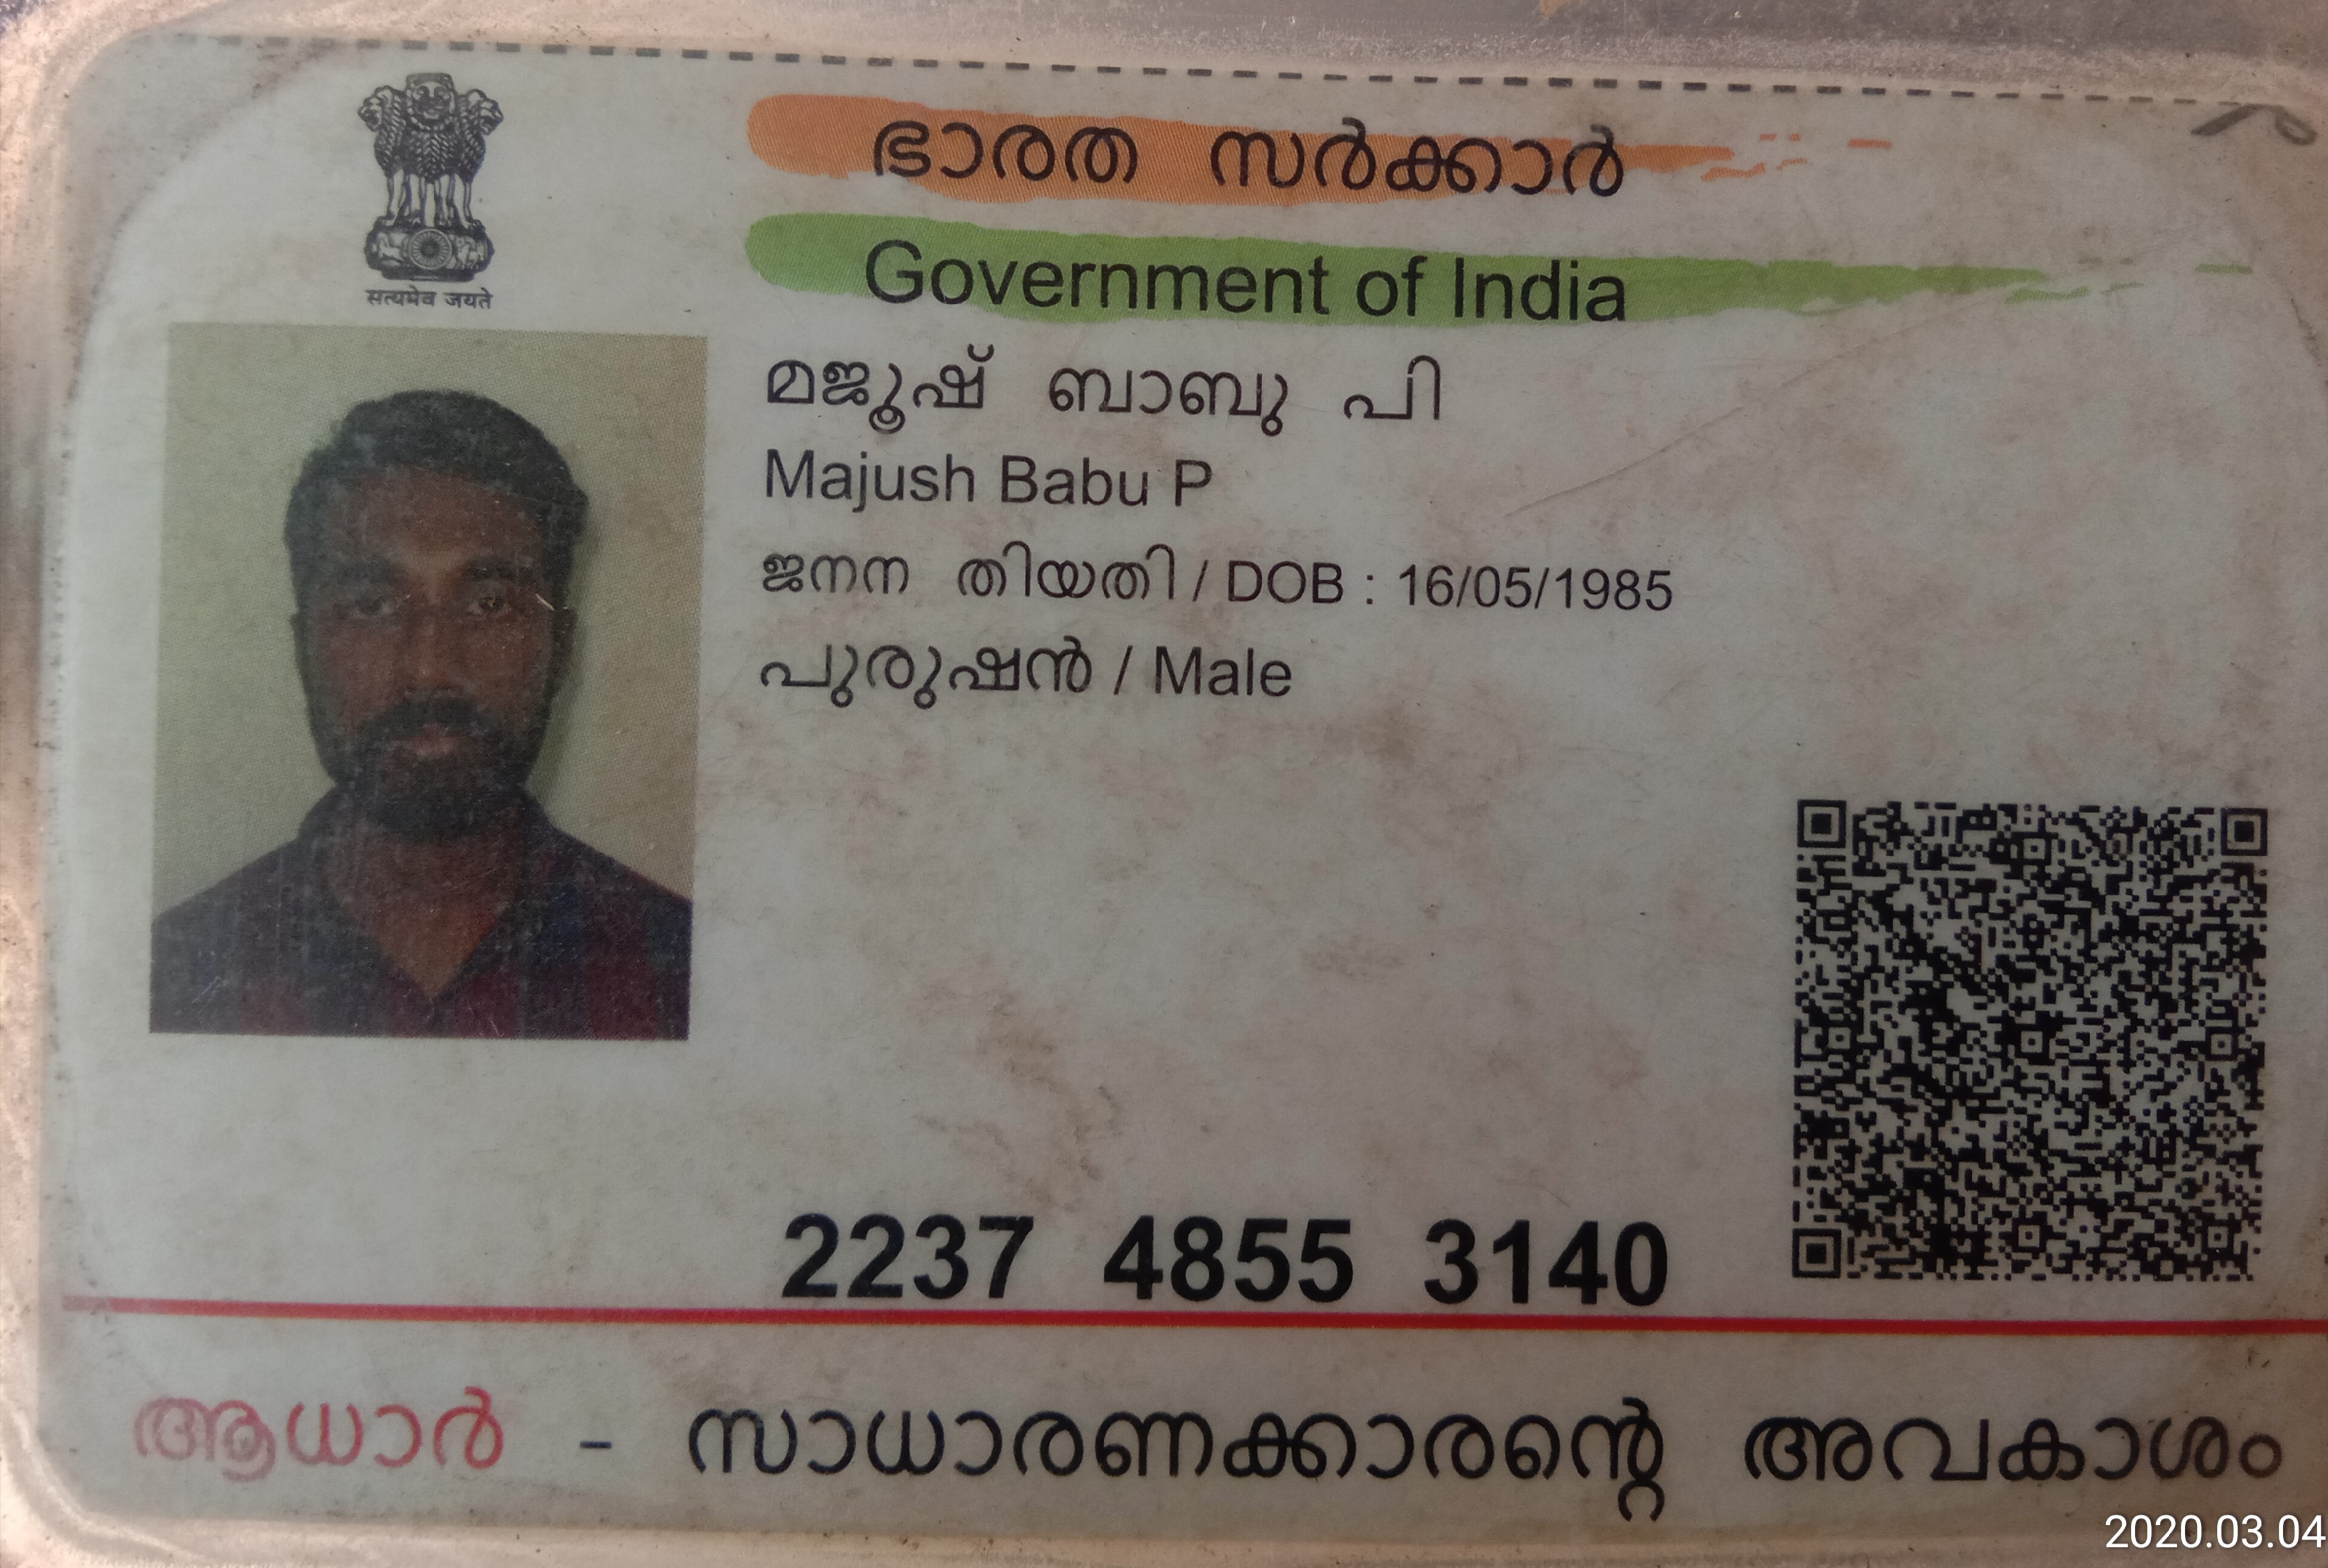 सत्यमेव जयते
ഭാരത സർക്കാർ
Government of India
മജൂഷ് ബാബു പി
Majush Babu P
ജനന തിയതി / DOB : 16/05/1985
പുരുഷൻ / Male
2237 4855 3140
ആധാർ - സാധാരണക്കാരന്റെ അവകാശം
2020.03.04